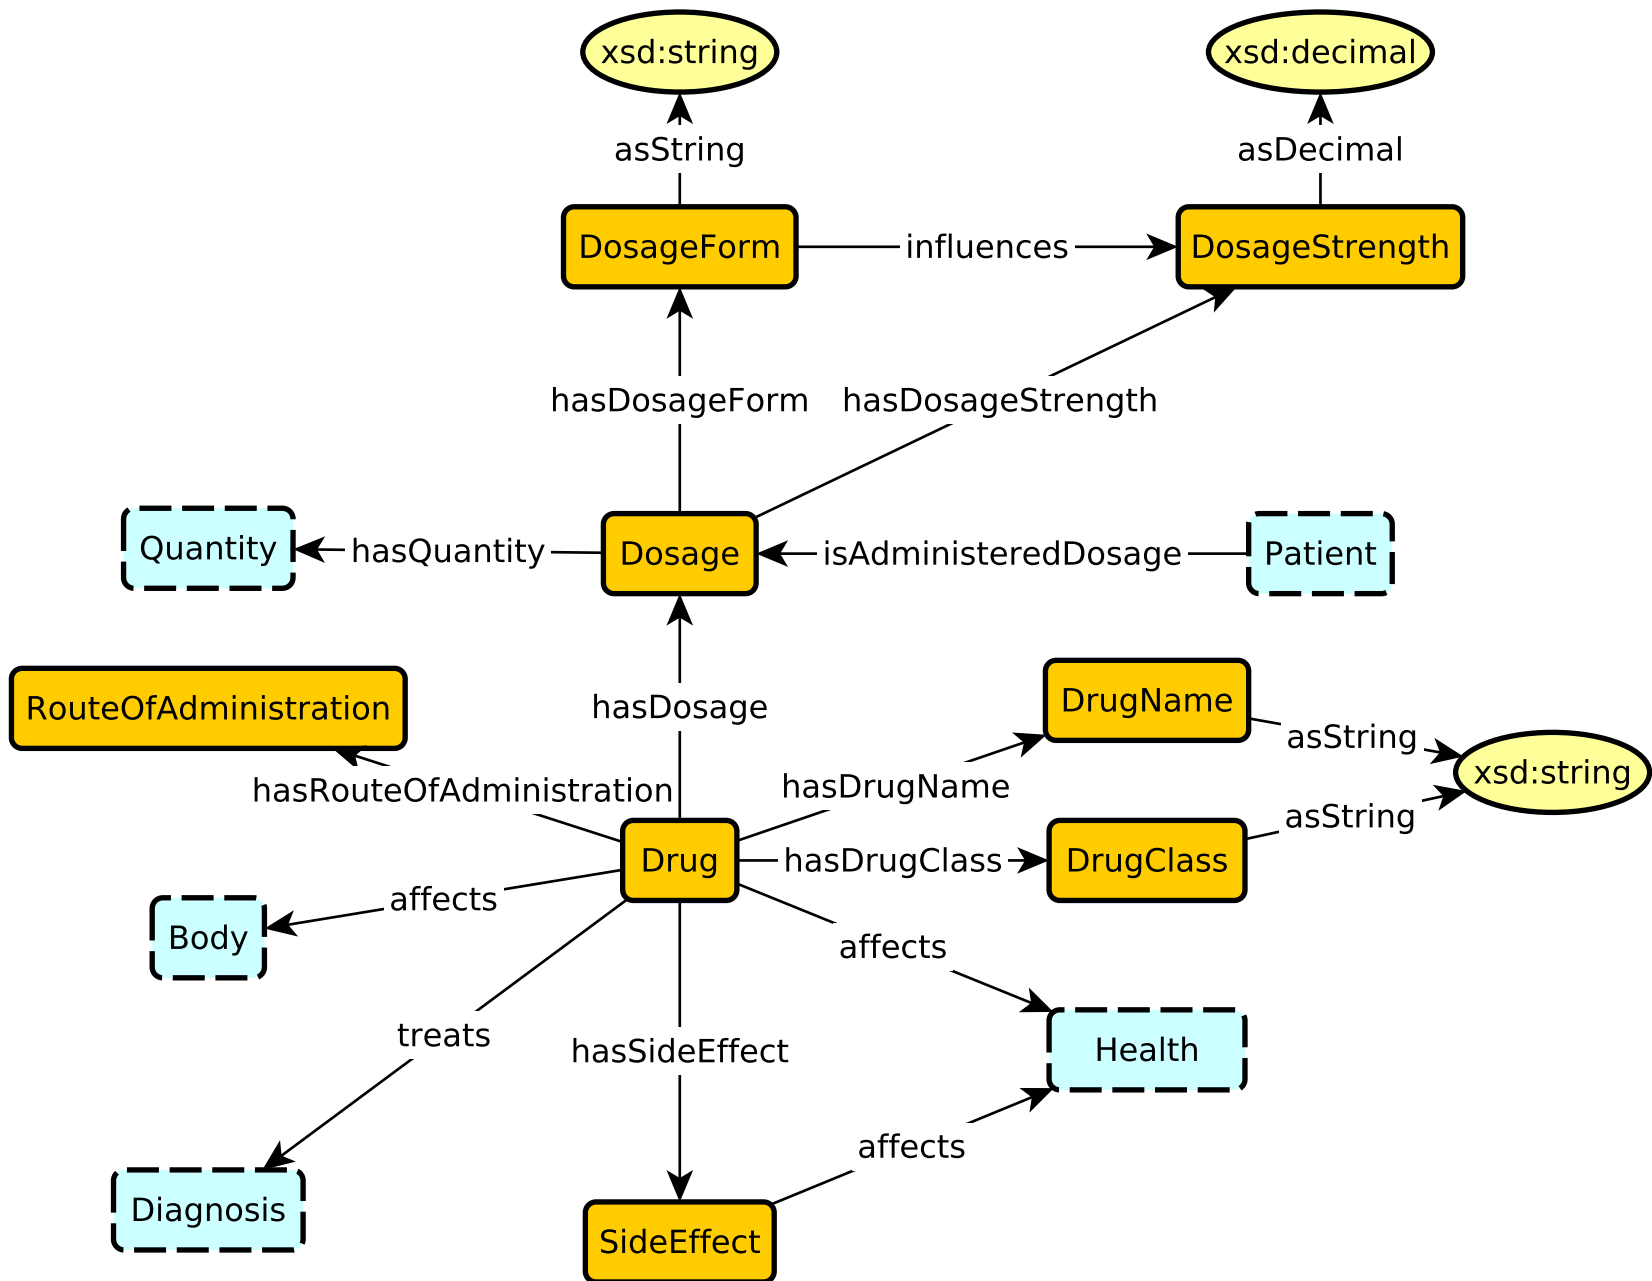 xsd:string
xsd:decimal
asString
asDecimal
DosageForm
influences
DosageStrength
hasDosageForm
hasDosageStrength
Quantity
hasQuantity
Dosage
isAdministeredDosage
Patient
RouteOfAdministration
hasDosage
DrugName
asString
hasRouteOfAdministration
hasDrugName
xsd:string
asString
Drug
hasDrugClass
DrugClass
affects
Body
affects
treats
hasSideEffect
Health
affects
Diagnosis
SideEffect